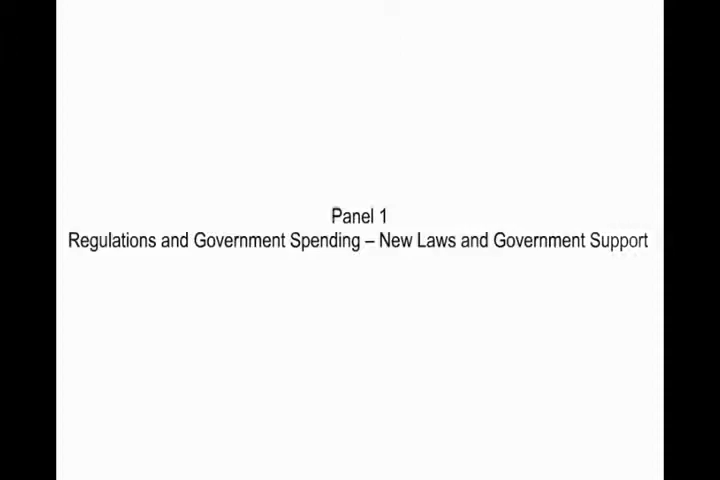 Panel 1
Regulations and Government Spending – New Laws and Government Support